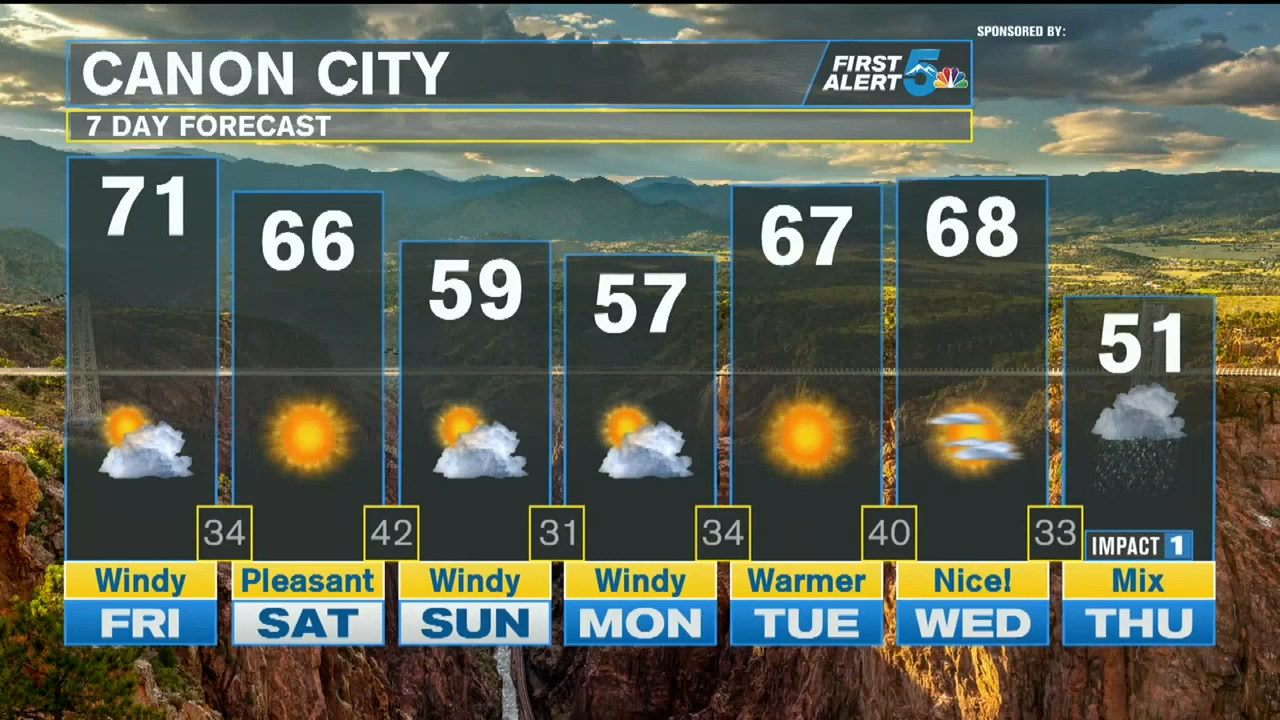 SPONSORED BY:
CANON CITY
FIRST
ALERT 5
7 DAY FORECAST
71 66 59 57 67 68 51
34 42 31 34 40 33
IMPACT 1
Windy Pleasant Windy Windy Warmer Nice! Mix
FRI SAT SUN MON TUE WED THU